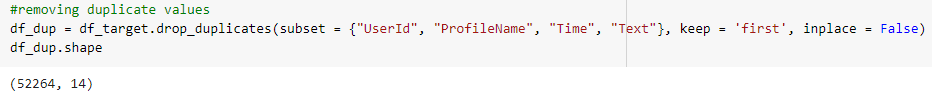 #removing duplicate values
df_dup = df_target.drop_duplicates(subset = {"UserId", "ProfileName", "Time", "Text"}, keep = 'first', inplace = False)
df_dup.shape
(52264, 14)